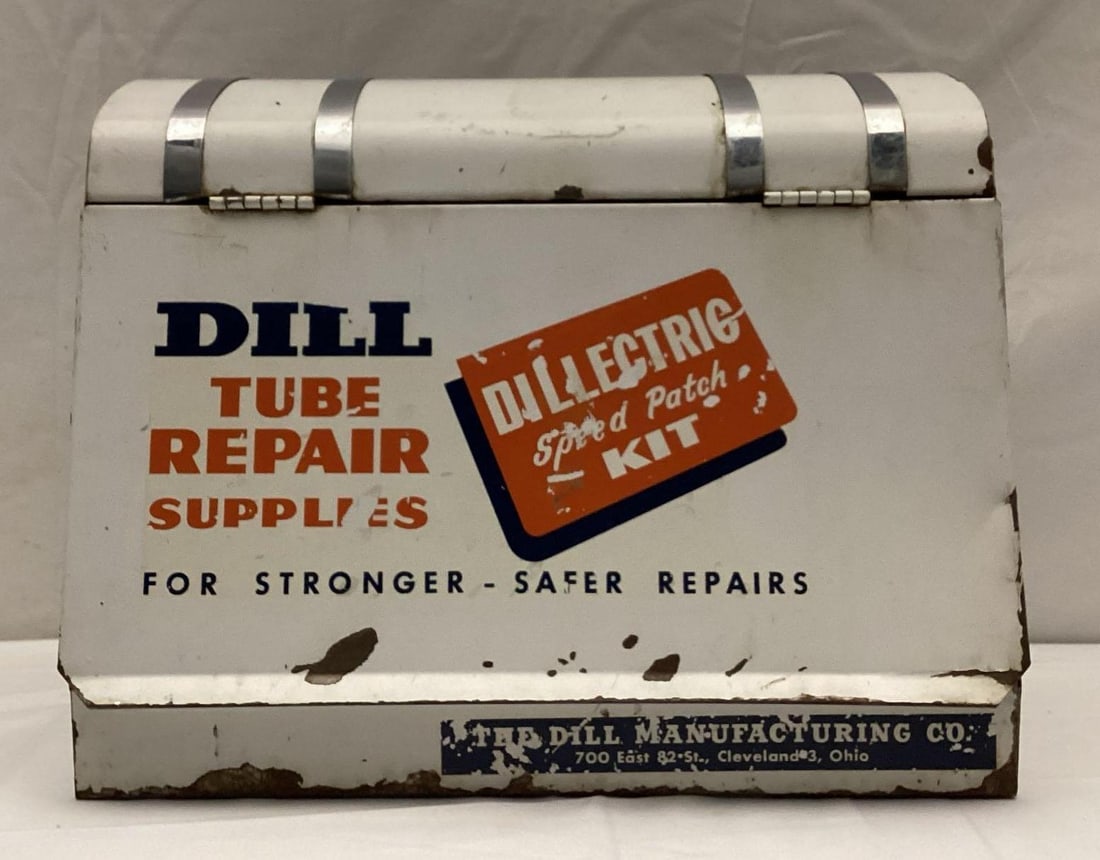 DILL
TUBE
REPAIR
SUPPLIES
DILLECTRIC
Speed Patch
KIT
FOR STRONGER - SAFER REPAIRS
THE DILL MANUFACTURING CO.
700 East 82 St., Cleveland 3, Ohio